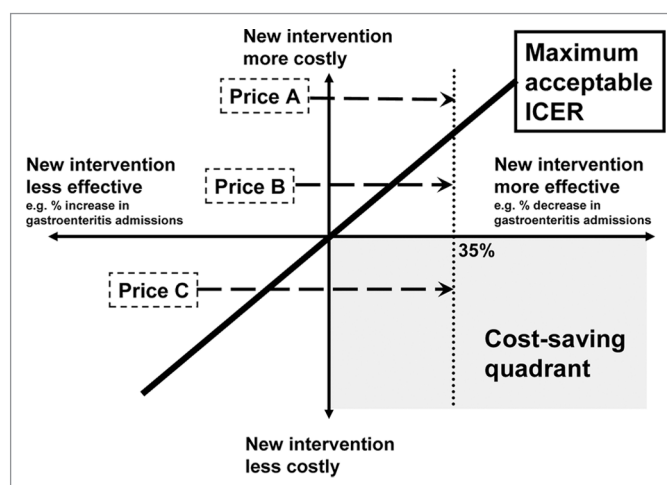 New intervention
more costly
Maximum
acceptable
ICER
Price A
New intervention
less effective
e.g. % increase in
gastroenteritis admissions
Price B
New intervention
more effective
e.g. % decrease in
gastroenteritis admissions
35%
Price C
Cost-saving
quadrant
New intervention
less costly